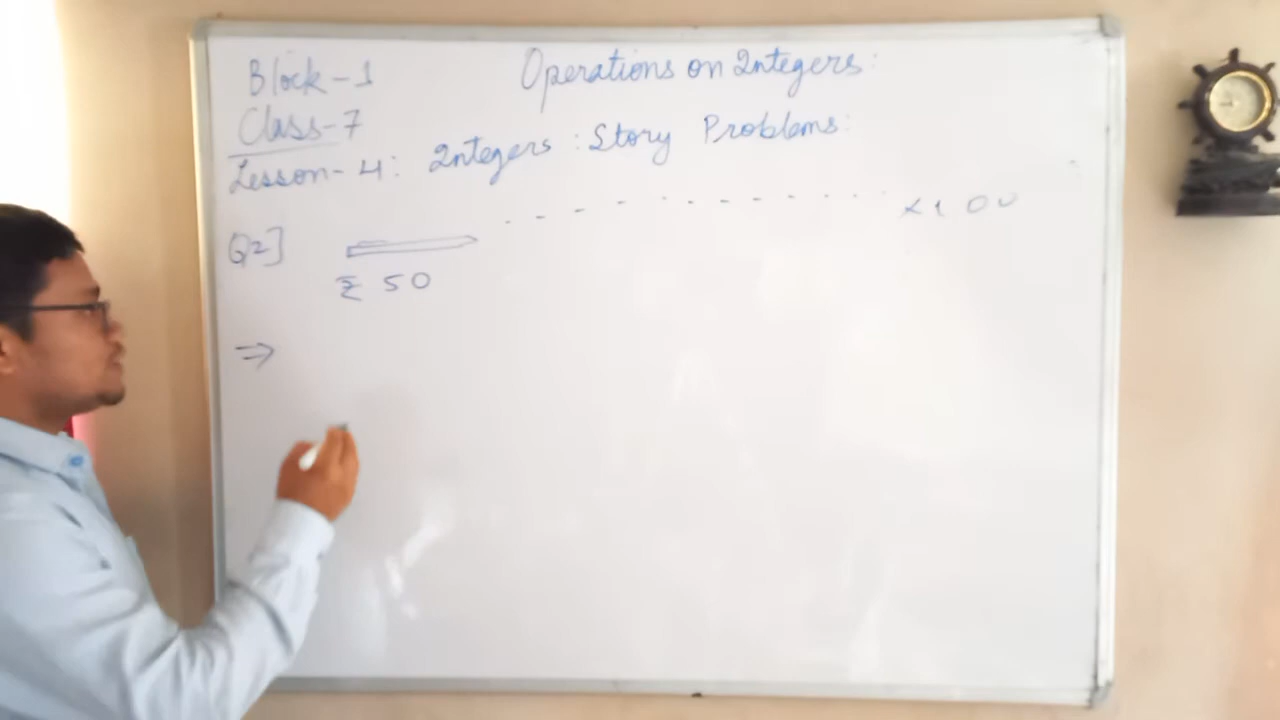 Block-1 Operations on Integers:
Class-7
Lesson-4: Integers: Story Problems:
Q2] - - - - - - - - - - - ×100
₹ 50
⇒